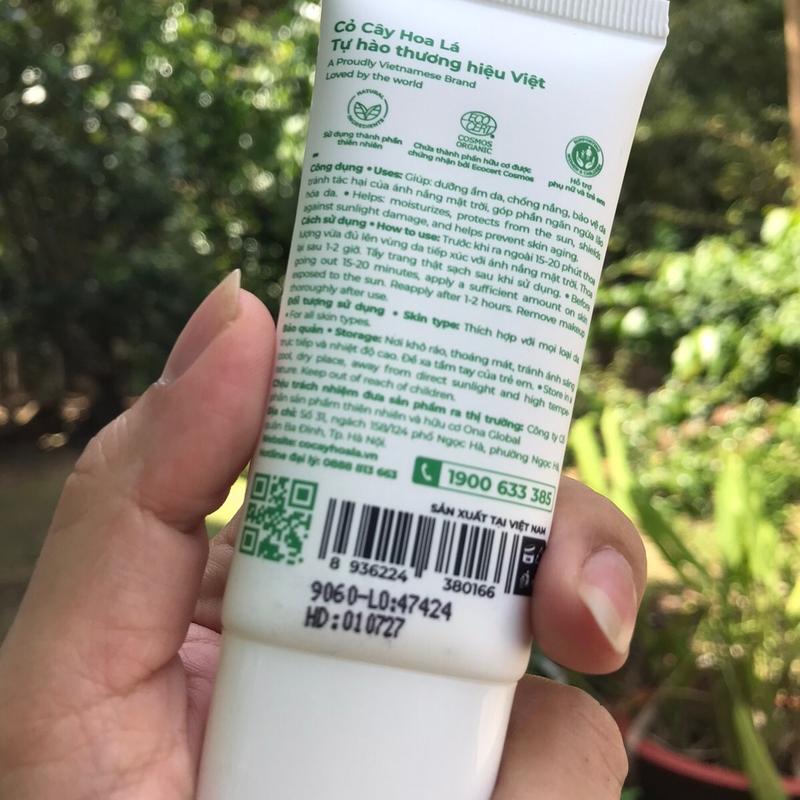 Cỏ Cây Hoa Lá
Tự hào thương hiệu Việt
A Proudly Vietnamese Brand
Loved by the world
NATURAL INGREDIENTS
Sử dụng thành phần
thiên nhiên
ECO
CERT
COSMOS
ORGANIC
Chứa thành phần hữu cơ được
chứng nhận bởi Ecocert Cosmos
Hỗ trợ
phụ nữ và trẻ em
Công dụng • Uses: Giúp: dưỡng ẩm da, chống nắng, bảo vệ da
tránh tác hại của ánh nắng mặt trời, góp phần ngăn ngừa lão
hóa da. • Helps: moisturizes, protects from the sun, shields
against sunlight damage, and helps prevent skin aging.
Cách sử dụng • How to use: Trước khi ra ngoài 15-20 phút thoa
lượng vừa đủ lên vùng da tiếp xúc với ánh nắng mặt trời. Thoa
lại sau 1-2 giờ. Tẩy trang thật sạch sau khi sử dụng. • Before
going out 15-20 minutes, apply a sufficient amount on skin
exposed to the sun. Reapply after 1-2 hours. Remove makeup
thoroughly after use.
Đối tượng sử dụng • Skin type: Thích hợp với mọi loại da
• For all skin types.
Bảo quản • Storage: Nơi khô ráo, thoáng mát, tránh ánh sáng
trực tiếp và nhiệt độ cao. Để xa tầm tay của trẻ em. • Store in a
cool, dry place, away from direct sunlight and high tempe-
rature. Keep out of reach of children.
Chịu trách nhiệm đưa sản phẩm ra thị trường: Công ty Cổ
phần sản phẩm thiên nhiên và hữu cơ Ona Global
Địa chỉ: Số 31, ngách 158/124 phố Ngọc Hà, phường Ngọc Hà,
quận Ba Đình, Tp. Hà Nội.
Website: cocayhoala.vn
Hotline đại lý: 0888 813 663
1900 633 385
SẢN XUẤT TẠI VIỆT NAM
8 936224 380166
9060-LO:47424
HD:010727